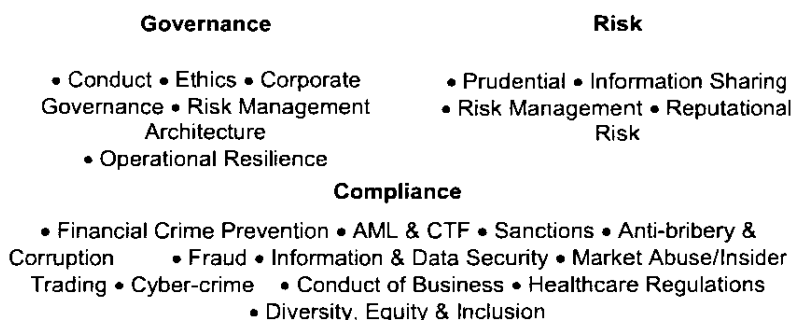 Governance
• Conduct • Ethics • Corporate
Governance • Risk Management
Architecture
• Operational Resilience
Risk
• Prudential • Information Sharing
• Risk Management • Reputational
Risk
Compliance
• Financial Crime Prevention • AML & CTF • Sanctions • Anti-bribery &
Corruption • Fraud • Information & Data Security • Market Abuse/Insider
Trading • Cyber-crime • Conduct of Business • Healthcare Regulations
• Diversity, Equity & Inclusion